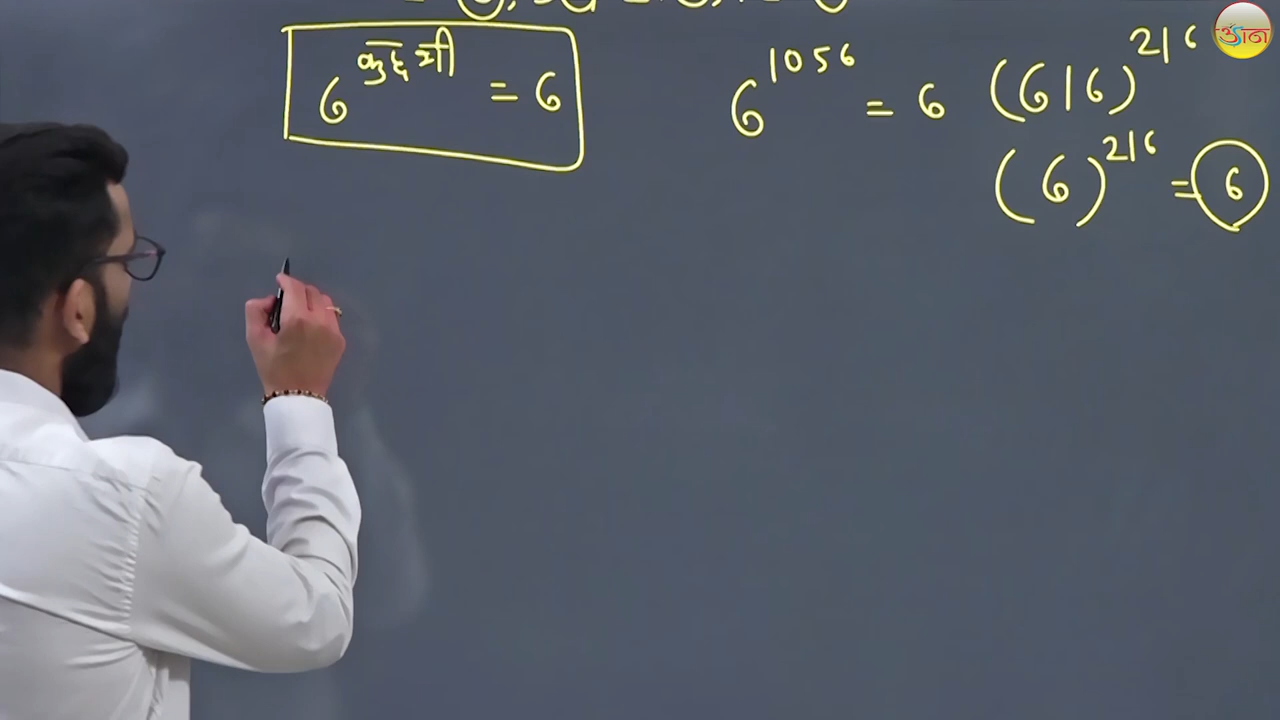 6^कुछ भी = 6
6^1056 = 6
(616)^216
(6)^216 = 6
ज्ञान